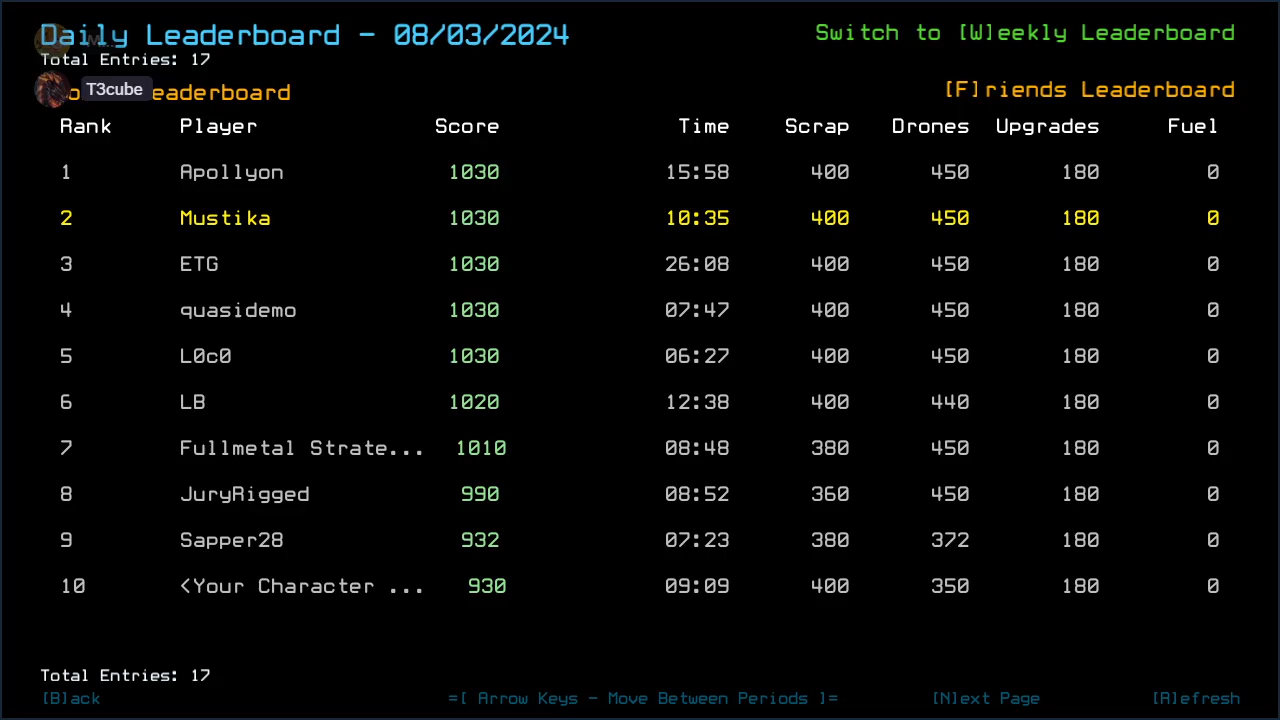 Daily Leaderboard - 08/03/2024
Switch to [W]eekly Leaderboard
Total Entries: 17
T3cube
eaderboard
[F]riends Leaderboard
Rank Player Score Time Scrap Drones Upgrades Fuel
1 Apollyon 1030 15:58 400 450 180 0
2 Mustika 1030 10:35 400 450 180 0
3 ETG 1030 26:08 400 450 180 0
4 quasidemo 1030 07:47 400 450 180 0
5 L0c0 1030 06:27 400 450 180 0
6 LB 1020 12:38 400 440 180 0
7 Fullmetal Strate... 1010 08:48 380 450 180 0
8 JuryRigged 990 08:52 360 450 180 0
9 Sapper28 932 07:23 380 372 180 0
10 <Your Character ... 930 09:09 400 350 180 0
Total Entries: 17
[B]ack =[ Arrow Keys - Move Between Periods ]= [N]ext Page [R]efresh